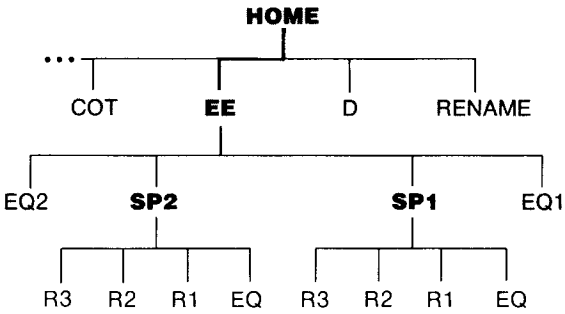 HOME
••• COT EE D RENAME
EQ2 SP2 SP1 EQ1
R3 R2 R1 EQ R3 R2 R1 EQ